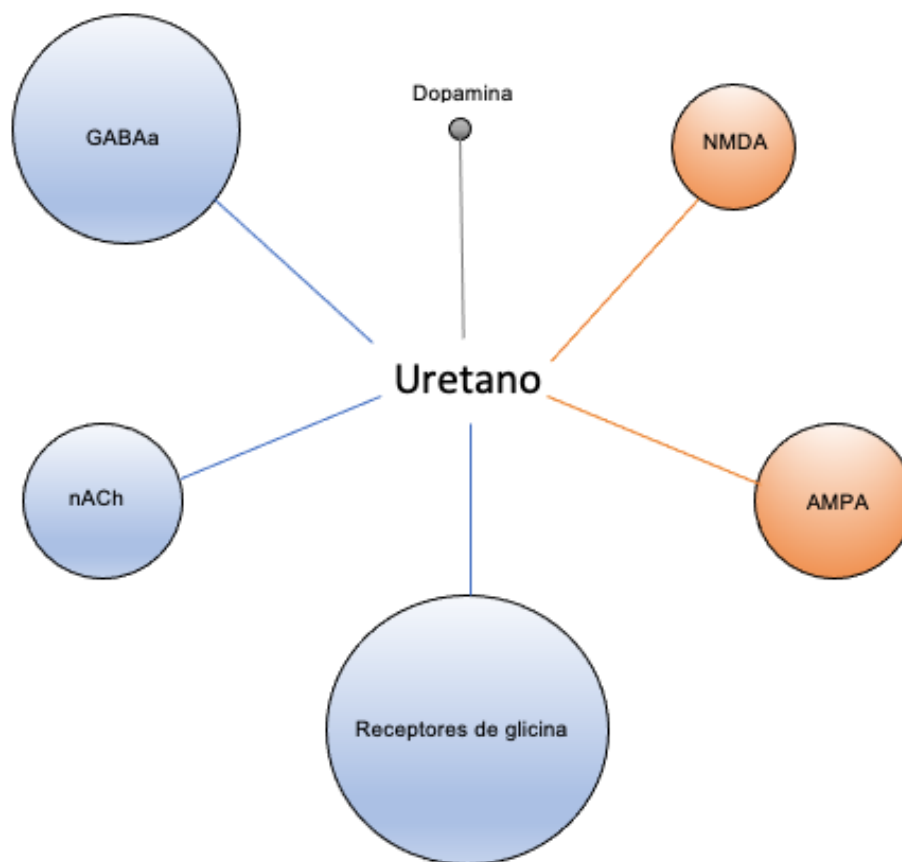 Dopamina
GABAa
NMDA
Uretano
nACh
AMPA
Receptores de glicina